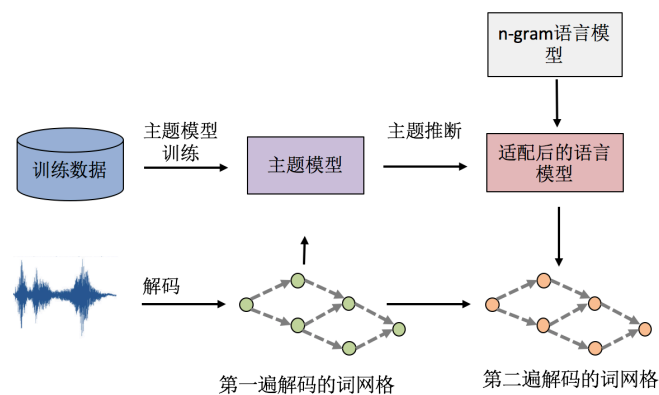 n-gram语言模
型
主题模型
训练
主题推断
训练数据
主题模型
适配后的语言
模型
解码
第一遍解码的词网格
第二遍解码的词网格